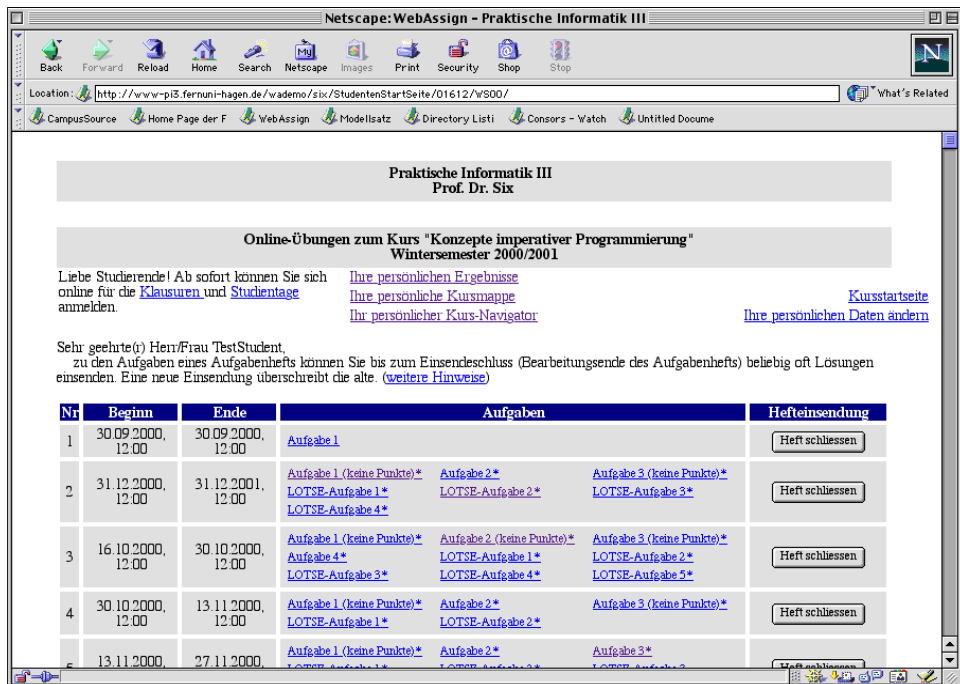 Netscape: WebAssign - Praktische Informatik III
Back Forward Reload Home Search Netscape Images Print Security Shop Stop
My
N
Location: http://www-pi3.fernuni-hagen.de/wademo/six/StudentenStartSeite/01612/WS00/ What's Related
CampusSource Home Page der F WebAssign Modellsatz Directory Listi Consors - Watch Untitled Docume
Praktische Informatik III
Prof. Dr. Six
Online-Übungen zum Kurs "Konzepte imperativer Programmierung"
Wintersemester 2000/2001
Liebe Studierende! Ab sofort können Sie sich
online für die Klausuren und Studientage
anmelden.
Ihre persönlichen Ergebnisse
Ihre persönliche Kursmappe
Ihr persönlicher Kurs-Navigator
Kursstartseite
Ihre persönlichen Daten ändern
Sehr geehrte(r) Herr/Frau TestStudent,
zu den Aufgaben eines Aufgabenhefts können Sie bis zum Einsendeschluss (Bearbeitungsende des Aufgabenhefts) beliebig oft Lösungen
einsenden. Eine neue Einsendung überschreibt die alte. (weitere Hinweise)
Nr Beginn Ende Aufgaben Hefteinsendung
1 30.09.2000, 12:00 30.09.2000, 12:00 Aufgabe 1 Heft schliessen
2 31.12.2000, 12:00 31.12.2001, 12:00
Aufgabe 1 (keine Punkte)* Aufgabe 2* Aufgabe 3 (keine Punkte)*
LOTSE-Aufgabe 1* LOTSE-Aufgabe 2* LOTSE-Aufgabe 3*
LOTSE-Aufgabe 4*
Heft schliessen
3 16.10.2000, 12:00 30.10.2000, 12:00
Aufgabe 1 (keine Punkte)* Aufgabe 2 (keine Punkte)* Aufgabe 3 (keine Punkte)*
Aufgabe 4* LOTSE-Aufgabe 1* LOTSE-Aufgabe 2*
LOTSE-Aufgabe 3* LOTSE-Aufgabe 4* LOTSE-Aufgabe 5*
Heft schliessen
4 30.10.2000, 12:00 13.11.2000, 12:00
Aufgabe 1 (keine Punkte)* Aufgabe 2* Aufgabe 3 (keine Punkte)*
LOTSE-Aufgabe 1* LOTSE-Aufgabe 2*
Heft schliessen
13.11.2000, 27.11.2000,
Aufgabe 1 (keine Punkte)* Aufgabe 2* Aufgabe 3*